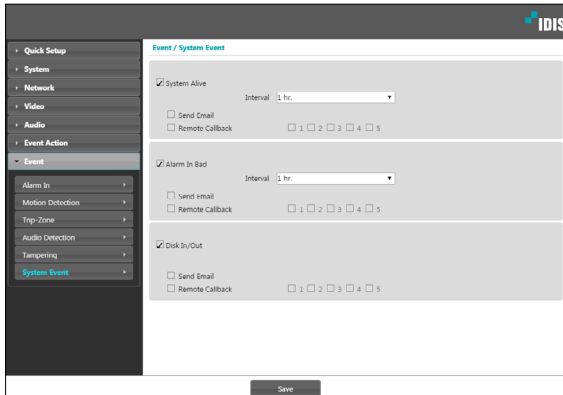 IDIS
Quick Setup
System
Network
Video
Audio
Event Action
Event
Alarm In
Motion Detection
Trip-Zone
Audio Detection
Tampering
System Event
Event / System Event
System Alive
Interval 1 hr.
Send Email
Remote Callback 1 2 3 4 5
Alarm In Bad
Interval 1 hr.
Send Email
Remote Callback 1 2 3 4 5
Disk In/Out
Send Email
Remote Callback 1 2 3 4 5
Save